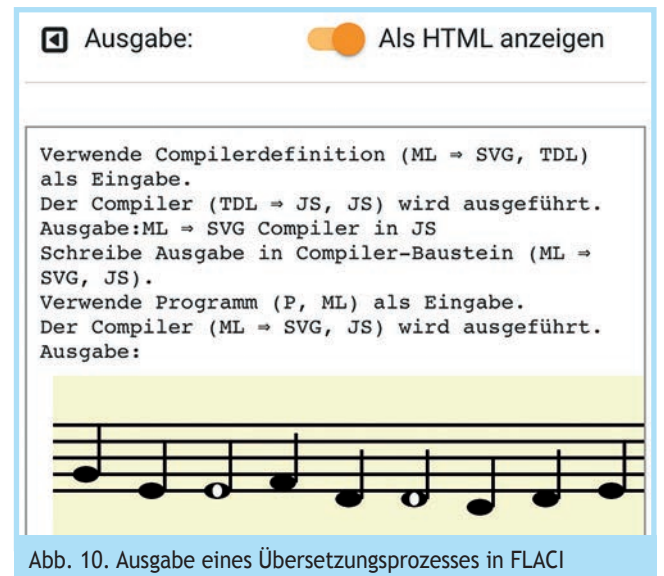 Ausgabe: Als HTML anzeigen
Verwende Compilerdefinition (ML ⇒ SVG, TDL)
als Eingabe.
Der Compiler (TDL ⇒ JS, JS) wird ausgeführt.
Ausgabe:ML ⇒ SVG Compiler in JS
Schreibe Ausgabe in Compiler-Baustein (ML ⇒
SVG, JS).
Verwende Programm (P, ML) als Eingabe.
Der Compiler (ML ⇒ SVG, JS) wird ausgeführt.
Ausgabe:
Abb. 10. Ausgabe eines Übersetzungsprozesses in FLACI